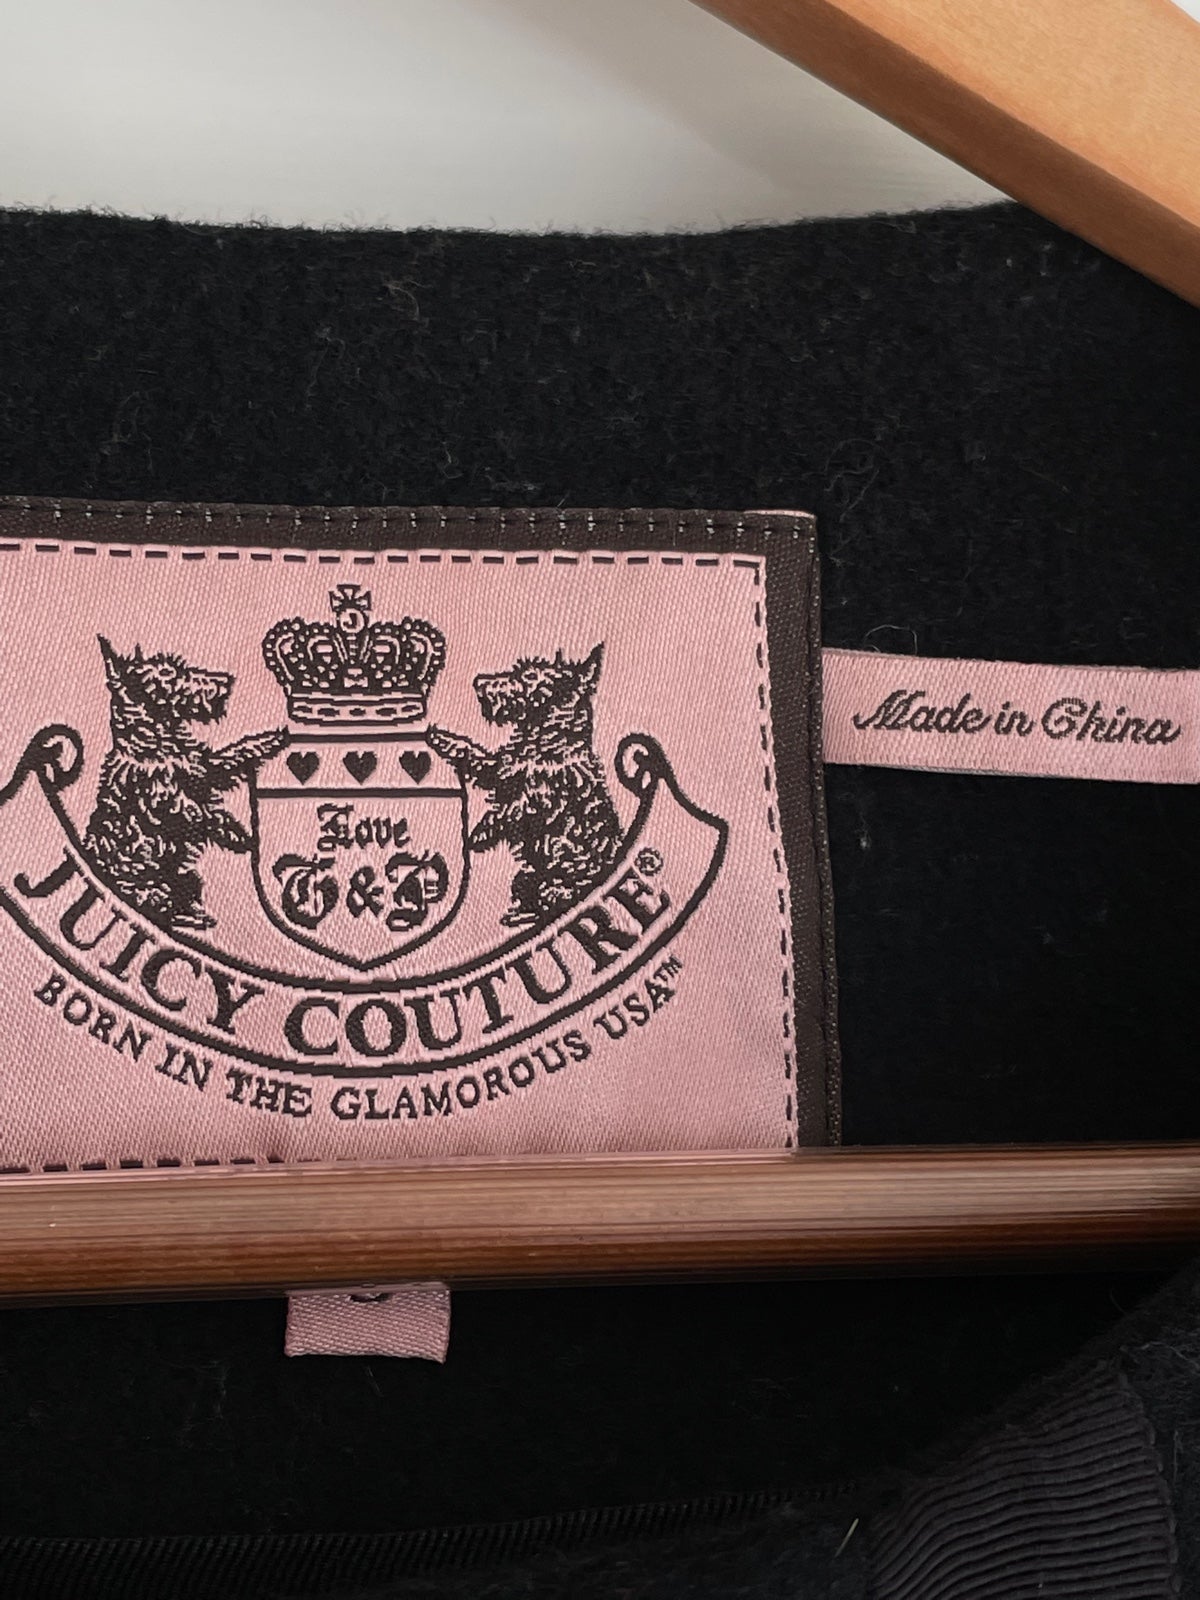 J
Love
G&P
JUICY COUTURE®
BORN IN THE GLAMOROUS USA™
Made in China